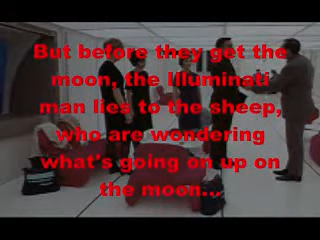 But before they get the
moon, the Illuminati
man lies to the sheep,
who are wondering
what's going on up on
the moon...